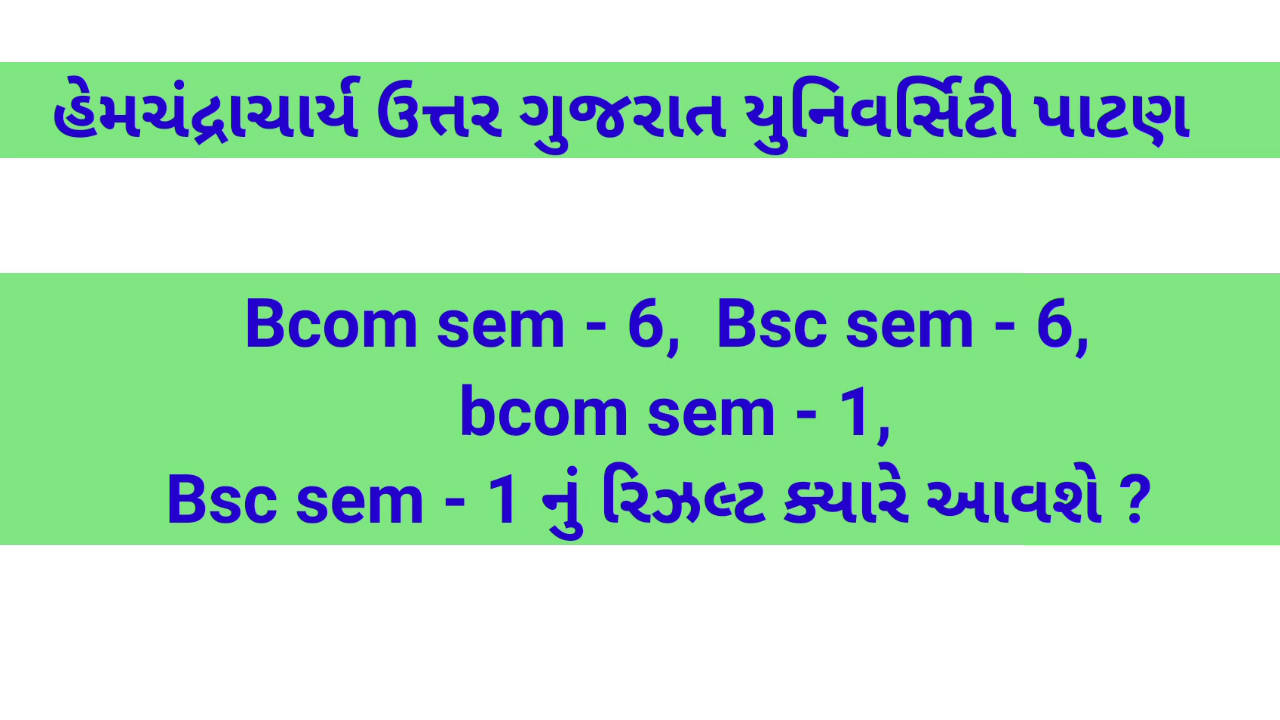 હેમચંદ્રાચાર્ય ઉત્તર ગુજરાત યુનિવર્સિટી પાટણ
Bcom sem - 6, Bsc sem - 6,
bcom sem - 1,
Bsc sem - 1 નું રિઝલ્ટ ક્યારે આવશે ?